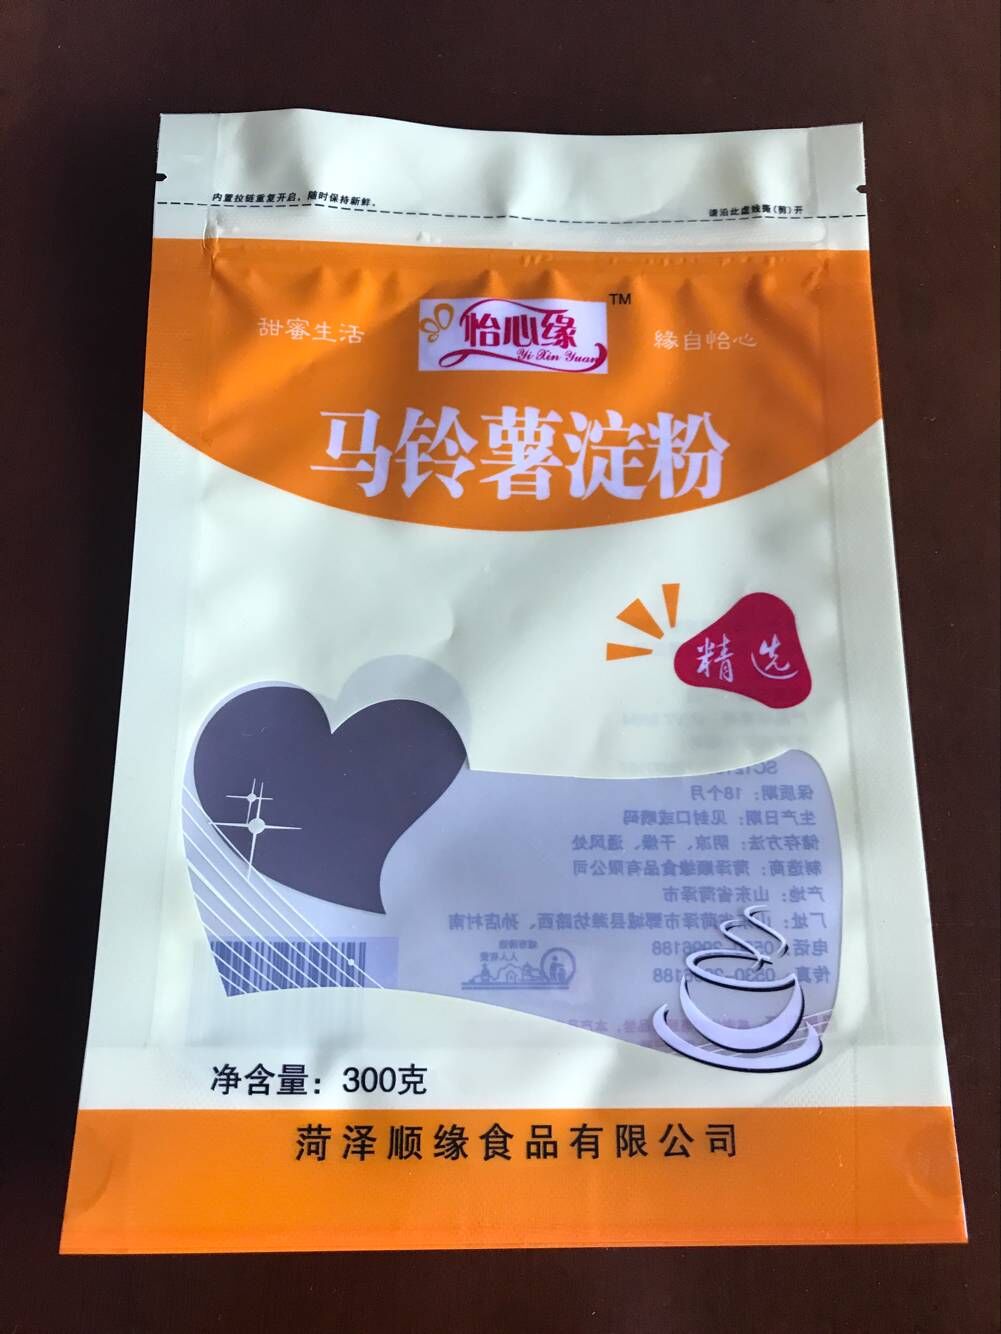 内置拉链重复开启，随时保持新鲜。
请沿此虚线撕(剪)开
甜蜜生活
怡心缘
TM
Yi Xin Yuan
缘自怡心
马铃薯淀粉
精选
保质期：18个月
生产日期：见封口或喷码
储存方法：阴凉、干燥、通风处
制造商：菏泽顺缘食品有限公司
产地：山东省菏泽市
净含量：300克
菏泽顺缘食品有限公司